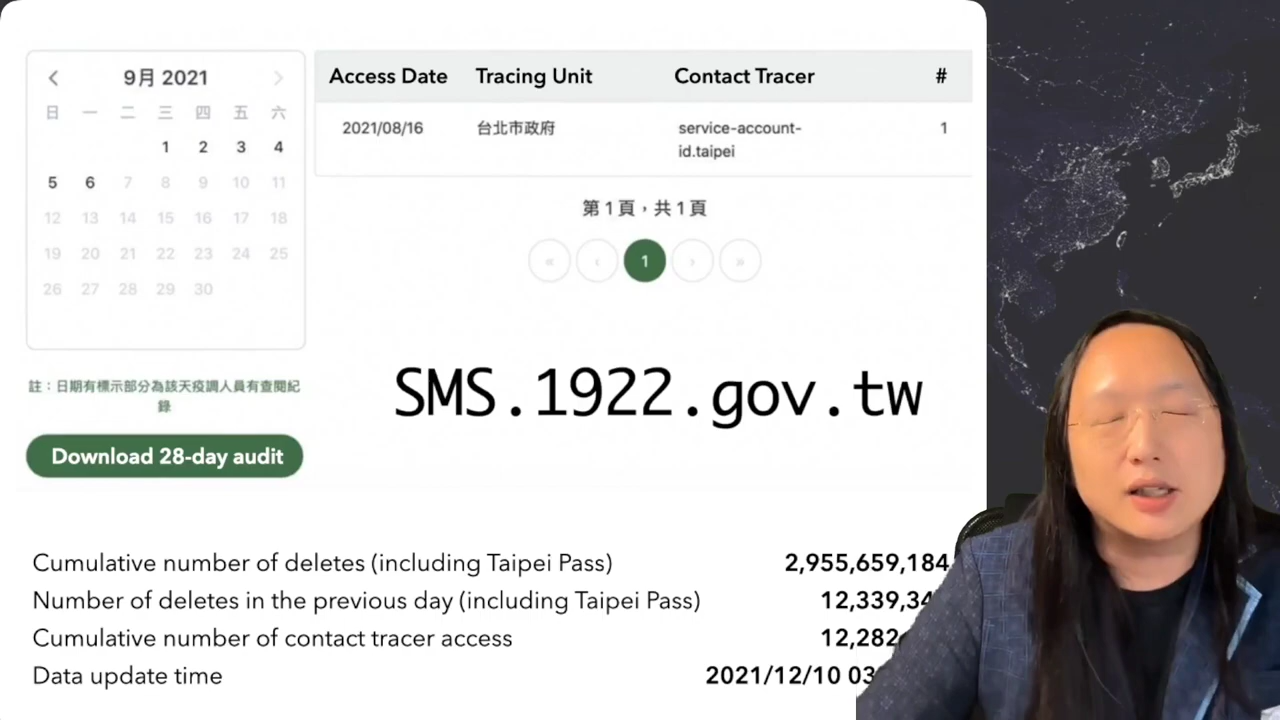 9月 2021
日 一 二 三 四 五 六
1 2 3 4
5 6 7 8 9 10 11
12 13 14 15 16 17 18
19 20 21 22 23 24 25
26 27 28 29 30
註：日期有標示部分為該天疫調人員有查閱紀
錄
Download 28-day audit
Access Date Tracing Unit Contact Tracer #
2021/08/16 台北市政府 service-account- 1
id.taipei
第 1 頁，共 1 頁
« ‹ 1 › »
SMS.1922.gov.tw
Cumulative number of deletes (including Taipei Pass) 2,955,659,184
Number of deletes in the previous day (including Taipei Pass)
Cumulative number of contact tracer access
Data update time 2021/12/10